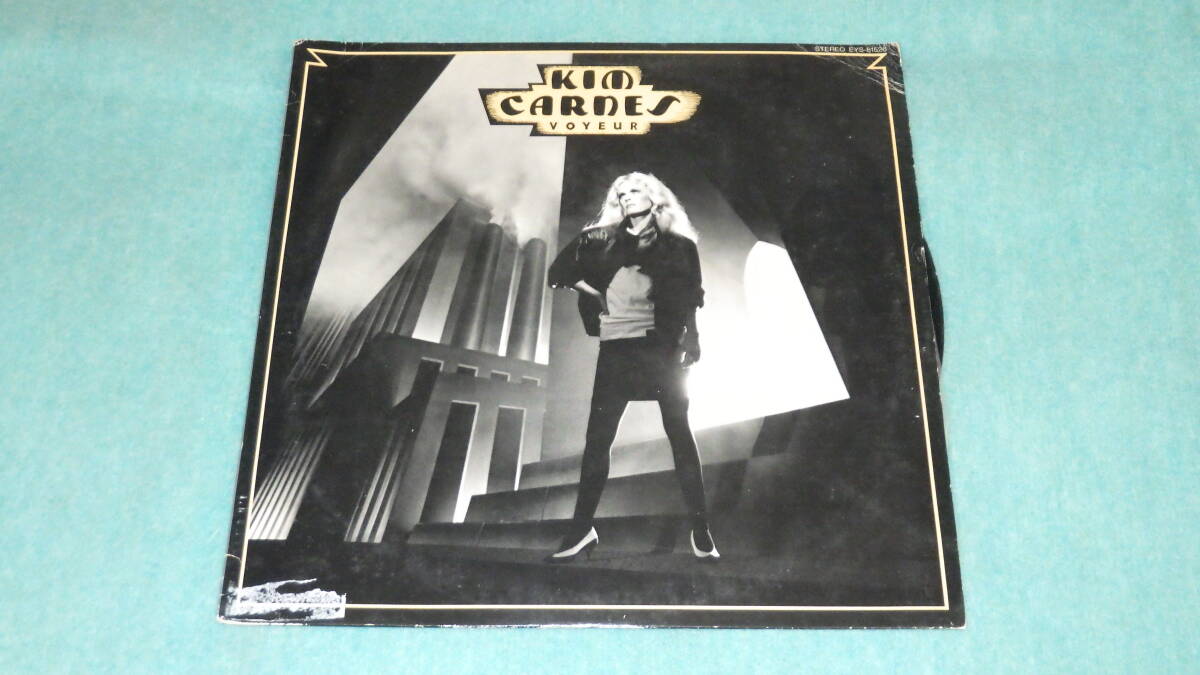 STEREO EYS-81526
KIM
CARNES
VOYEUR